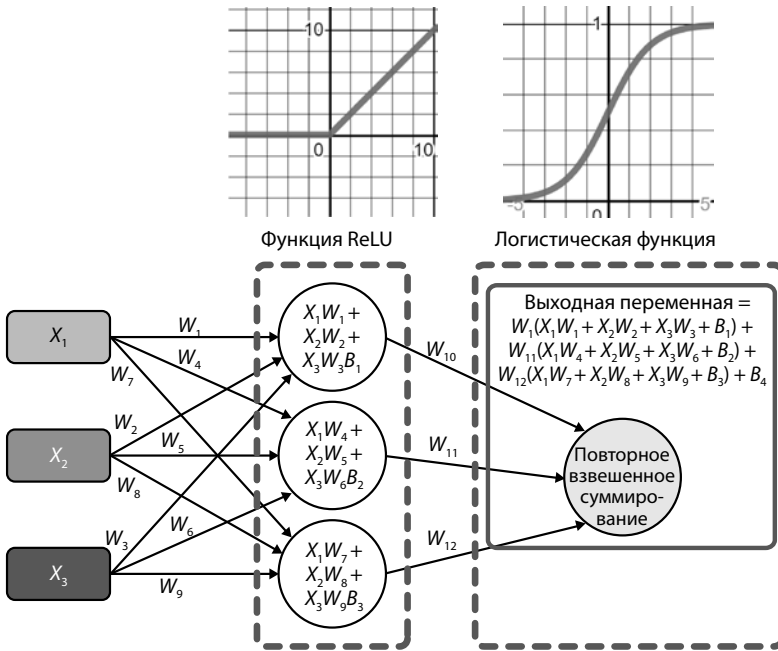 10
0
10
1
-5
0
5
Функция ReLU
Логистическая функция
X₁
X₂
X₃
W₁
W₄
W₇
W₂
W₅
W₈
W₃
W₆
W₉
X₁W₁ +
X₂W₂ +
X₃W₃B₁
X₁W₄ +
X₂W₅ +
X₃W₆B₂
X₁W₇ +
X₂W₈ +
X₃W₉B₃
W₁₀
W₁₁
W₁₂
Выходная переменная =
W₁(X₁W₁ + X₂W₂ + X₃W₃ + B₁) +
W₁₁(X₁W₄ + X₂W₅ + X₃W₆ + B₂) +
W₁₂(X₁W₇ + X₂W₈ + X₃W₉ + B₃) + B₄
Повторное
взвешенное
суммиро-
вание